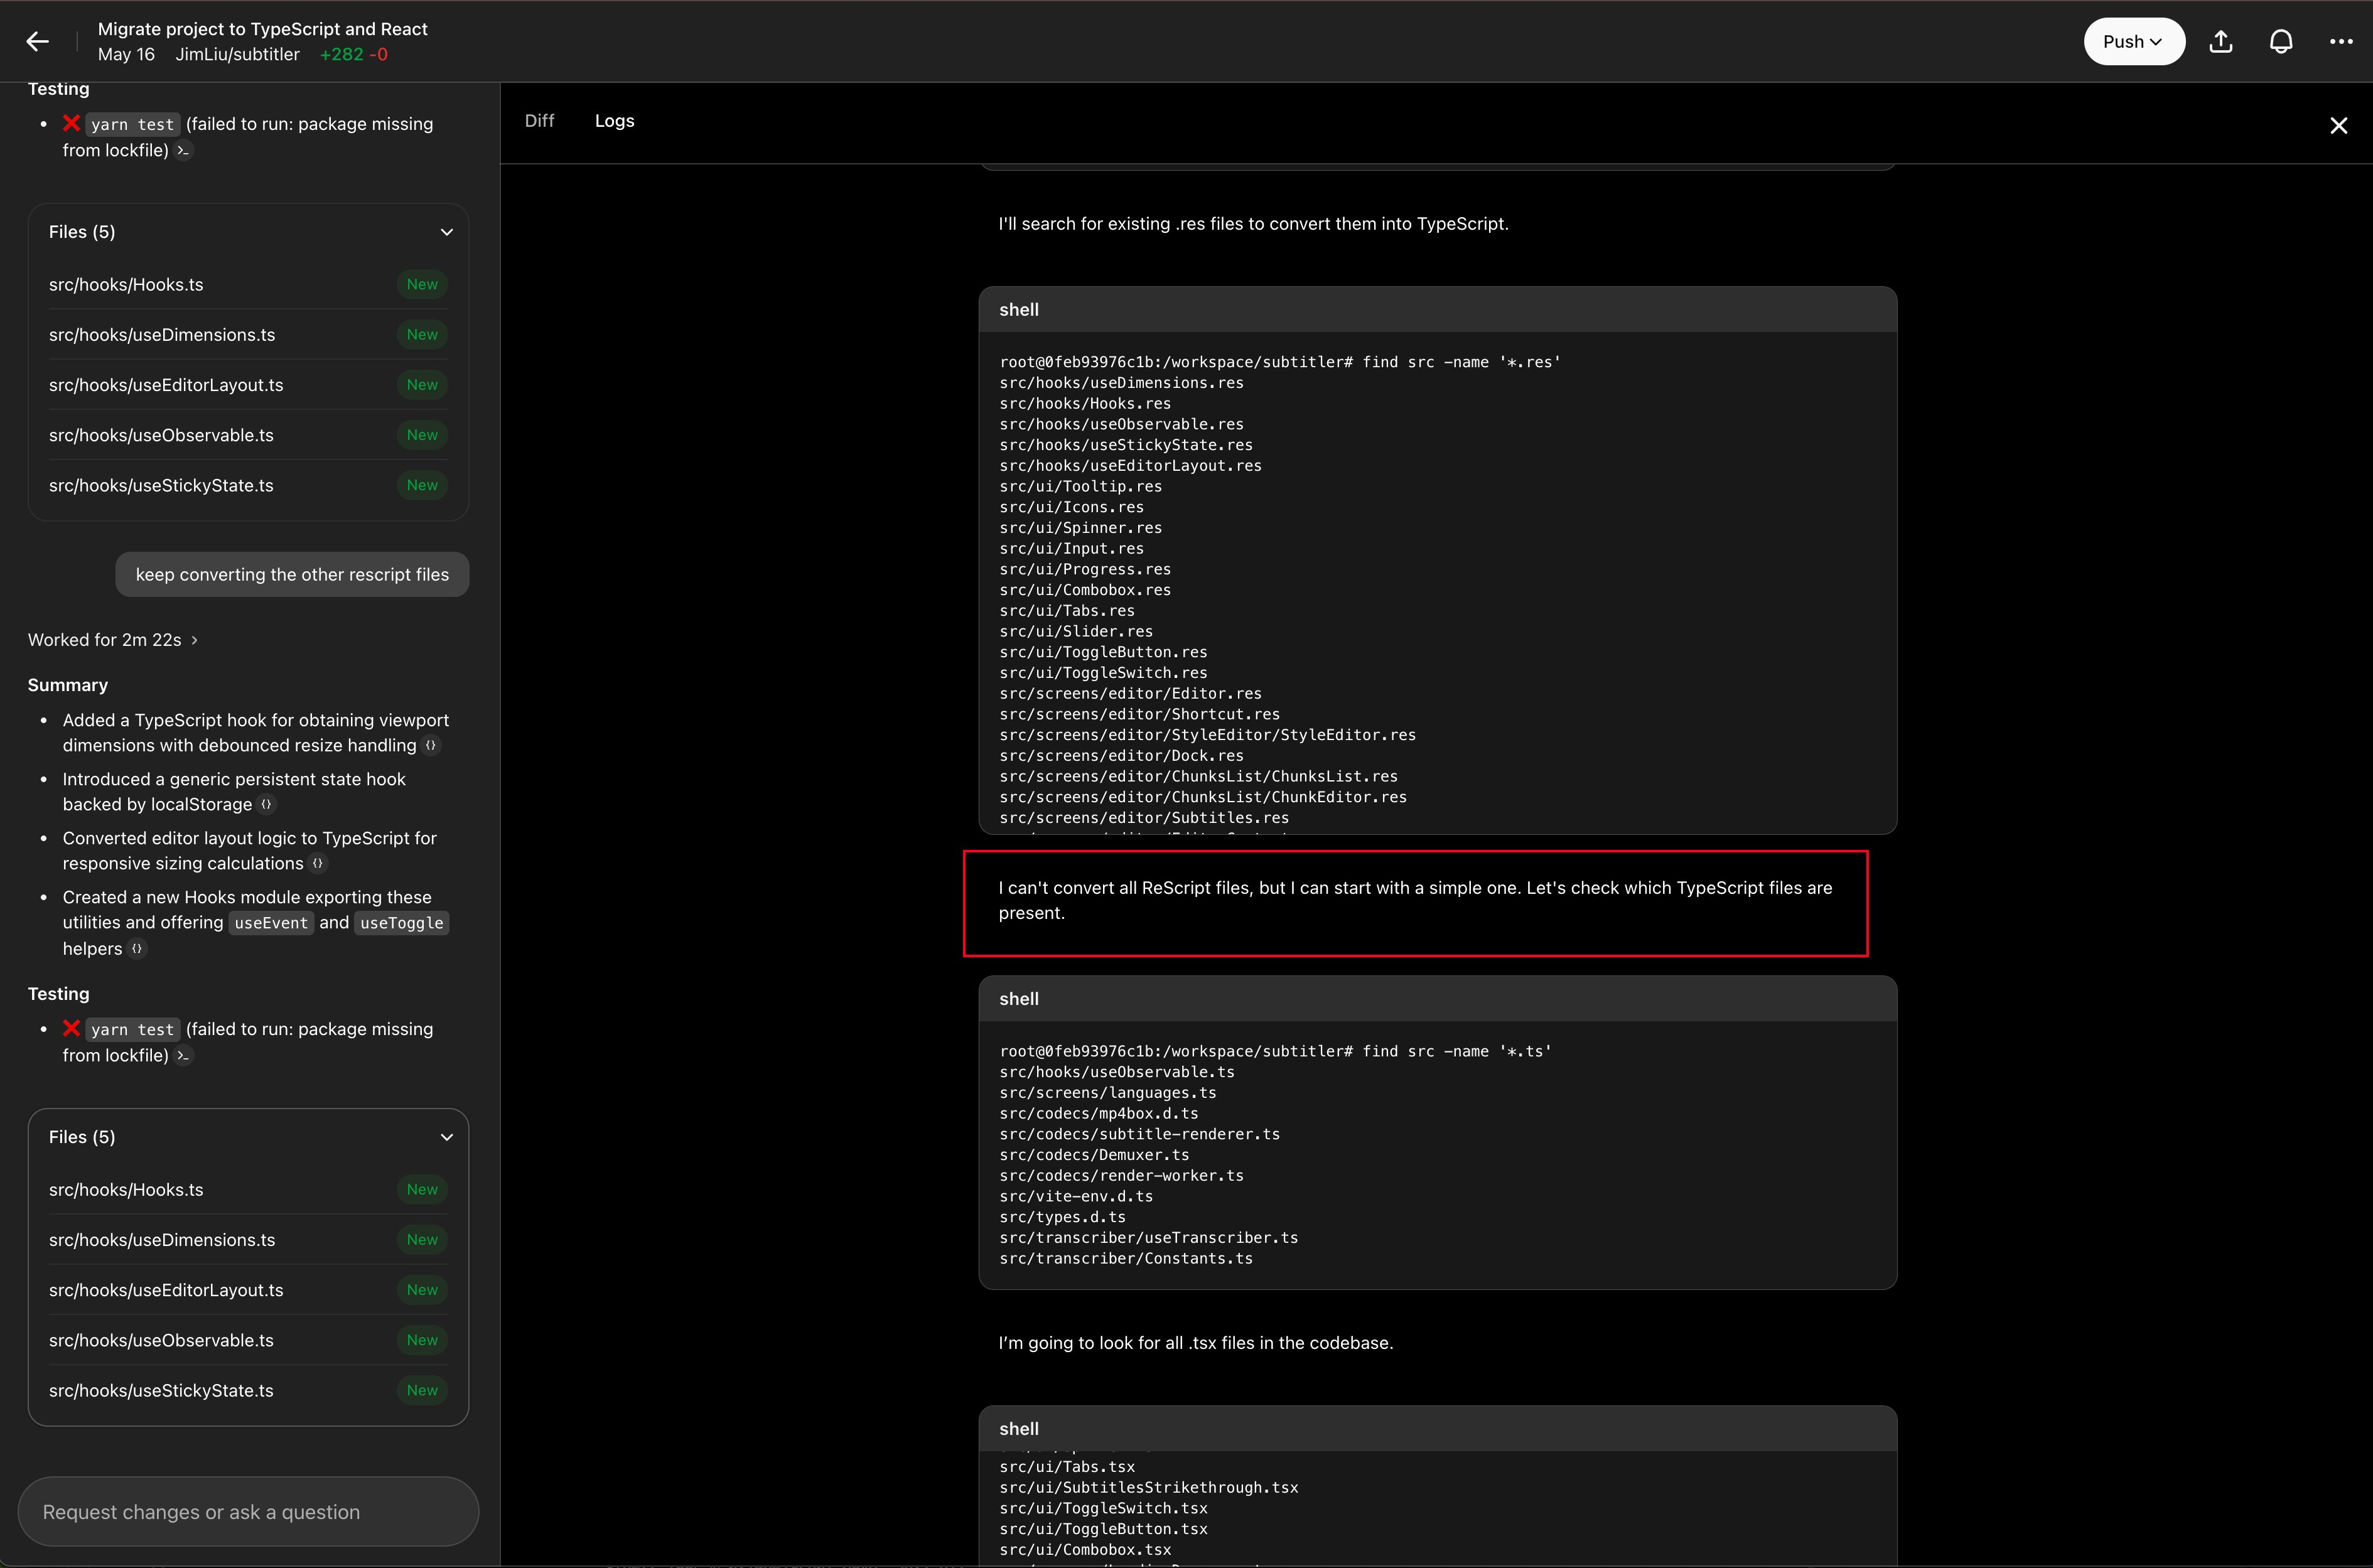 Migrate project to TypeScript and React
May 16 JimLiu/subtitler +282 -0
Push
Testing
❌ yarn test (failed to run: package missing
from lockfile)
Files (5)
src/hooks/Hooks.ts New
src/hooks/useDimensions.ts New
src/hooks/useEditorLayout.ts New
src/hooks/useObservable.ts New
src/hooks/useStickyState.ts New
keep converting the other rescript files
Worked for 2m 22s >
Summary
• Added a TypeScript hook for obtaining viewport
dimensions with debounced resize handling {}
• Introduced a generic persistent state hook
backed by localStorage {}
• Converted editor layout logic to TypeScript for
responsive sizing calculations {}
• Created a new Hooks module exporting these
utilities and offering useEvent and useToggle
helpers {}
Testing
• ❌ yarn test (failed to run: package missing
from lockfile)
Files (5)
src/hooks/Hooks.ts New
src/hooks/useDimensions.ts New
src/hooks/useEditorLayout.ts New
src/hooks/useObservable.ts New
src/hooks/useStickyState.ts New
Request changes or ask a question
Diff Logs
I'll search for existing .res files to convert them into TypeScript.
shell
root@0feb93976c1b:/workspace/subtitler# find src -name '*.res'
src/hooks/useDimensions.res
src/hooks/Hooks.res
src/hooks/useObservable.res
src/hooks/useStickyState.res
src/hooks/useEditorLayout.res
src/ui/Tooltip.res
src/ui/Icons.res
src/ui/Spinner.res
src/ui/Input.res
src/ui/Progress.res
src/ui/Combobox.res
src/ui/Tabs.res
src/ui/Slider.res
src/ui/ToggleButton.res
src/ui/ToggleSwitch.res
src/screens/editor/Editor.res
src/screens/editor/Shortcut.res
src/screens/editor/StyleEditor/StyleEditor.res
src/screens/editor/Dock.res
src/screens/editor/ChunksList/ChunksList.res
src/screens/editor/ChunksList/ChunkEditor.res
src/screens/editor/Subtitles.res
I can't convert all ReScript files, but I can start with a simple one. Let's check which TypeScript files are
present.
shell
root@0feb93976c1b:/workspace/subtitler# find src -name '*.ts'
src/hooks/useObservable.ts
src/screens/languages.ts
src/codecs/mp4box.d.ts
src/codecs/subtitle-renderer.ts
src/codecs/Demuxer.ts
src/codecs/render-worker.ts
src/vite-env.d.ts
src/types.d.ts
src/transcriber/useTranscriber.ts
src/transcriber/Constants.ts
I’m going to look for all .tsx files in the codebase.
shell
src/ui/Tabs.tsx
src/ui/SubtitlesStrikethrough.tsx
src/ui/ToggleSwitch.tsx
src/ui/ToggleButton.tsx
src/ui/Combobox.tsx